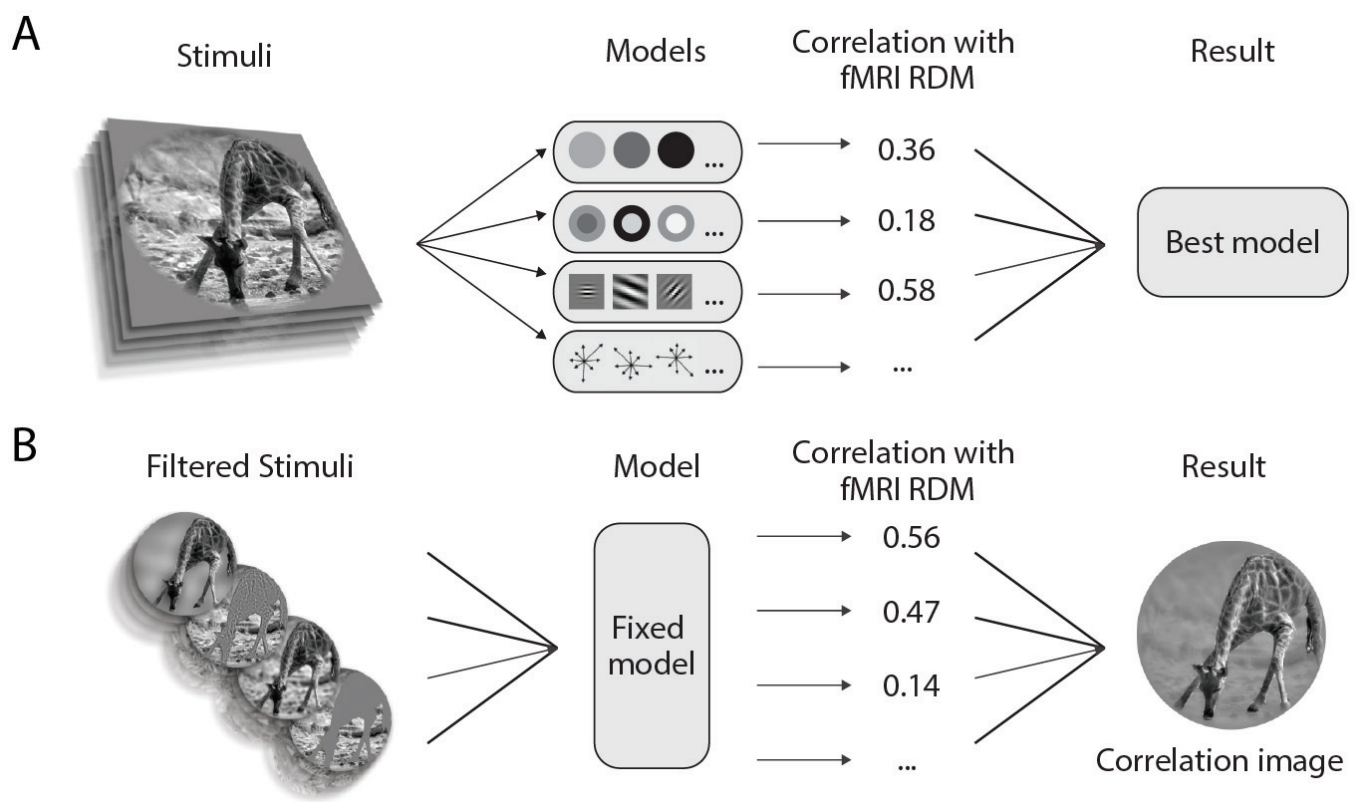 A
Stimuli
Models
Correlation with
fMRI RDM
Result
...
0.36
...
0.18
...
0.58
...
...
Best model
B
Filtered Stimuli
Model
Correlation with
fMRI RDM
Result
Fixed
model
0.56
0.47
0.14
...
Correlation image